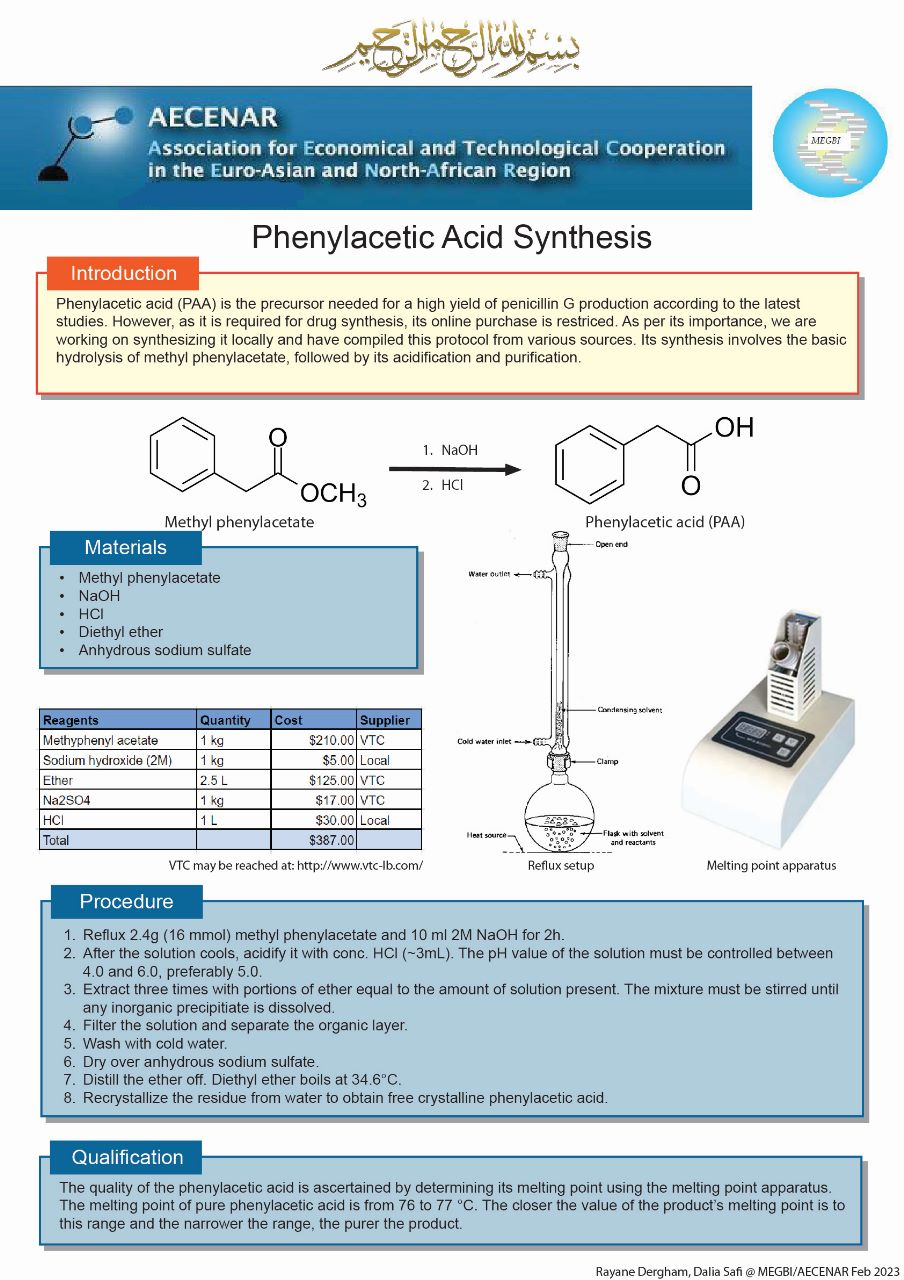 بسم الله الرحمن الرحيم
AECENAR
Association for Economical and Technological Cooperation
in the Euro-Asian and North-African Region
MEGBI
Phenylacetic Acid Synthesis
Introduction
Phenylacetic acid (PAA) is the precursor needed for a high yield of penicillin G production according to the latest
studies. However, as it is required for drug synthesis, its online purchase is restriced. As per its importance, we are
working on synthesizing it locally and have compiled this protocol from various sources. Its synthesis involves the basic
hydrolysis of methyl phenylacetate, followed by its acidification and purification.
O
OCH3
Methyl phenylacetate
1. NaOH
2. HCl
OH
O
Phenylacetic acid (PAA)
Materials
• Methyl phenylacetate
• NaOH
• HCl
• Diethyl ether
• Anhydrous sodium sulfate
Reagents Quantity Cost Supplier
Methyphenyl acetate 1 kg $210.00 VTC
Sodium hydroxide (2M) 1 kg $5.00 Local
Ether 2.5 L $125.00 VTC
Na2SO4 1 kg $17.00 VTC
HCl 1 L $30.00 Local
Total $387.00
VTC may be reached at: http://www.vtc-lb.com/
Open end
Water outlet
Condensing solvent
Cold water inlet
Clamp
Heat source
Flask with solvent
and reactants
Reflux setup
Melting point apparatus
Procedure
1. Reflux 2.4g (16 mmol) methyl phenylacetate and 10 ml 2M NaOH for 2h.
2. After the solution cools, acidify it with conc. HCl (~3mL). The pH value of the solution must be controlled between
4.0 and 6.0, preferably 5.0.
3. Extract three times with portions of ether equal to the amount of solution present. The mixture must be stirred until
any inorganic precipitiate is dissolved.
4. Filter the solution and separate the organic layer.
5. Wash with cold water.
6. Dry over anhydrous sodium sulfate.
7. Distill the ether off. Diethyl ether boils at 34.6°C.
8. Recrystallize the residue from water to obtain free crystalline phenylacetic acid.
Qualification
The quality of the phenylacetic acid is ascertained by determining its melting point using the melting point apparatus.
The melting point of pure phenylacetic acid is from 76 to 77 °C. The closer the value of the product's melting point is to
this range and the narrower the range, the purer the product.
Rayane Dergham, Dalia Safi @ MEGBI/AECENAR Feb 2023